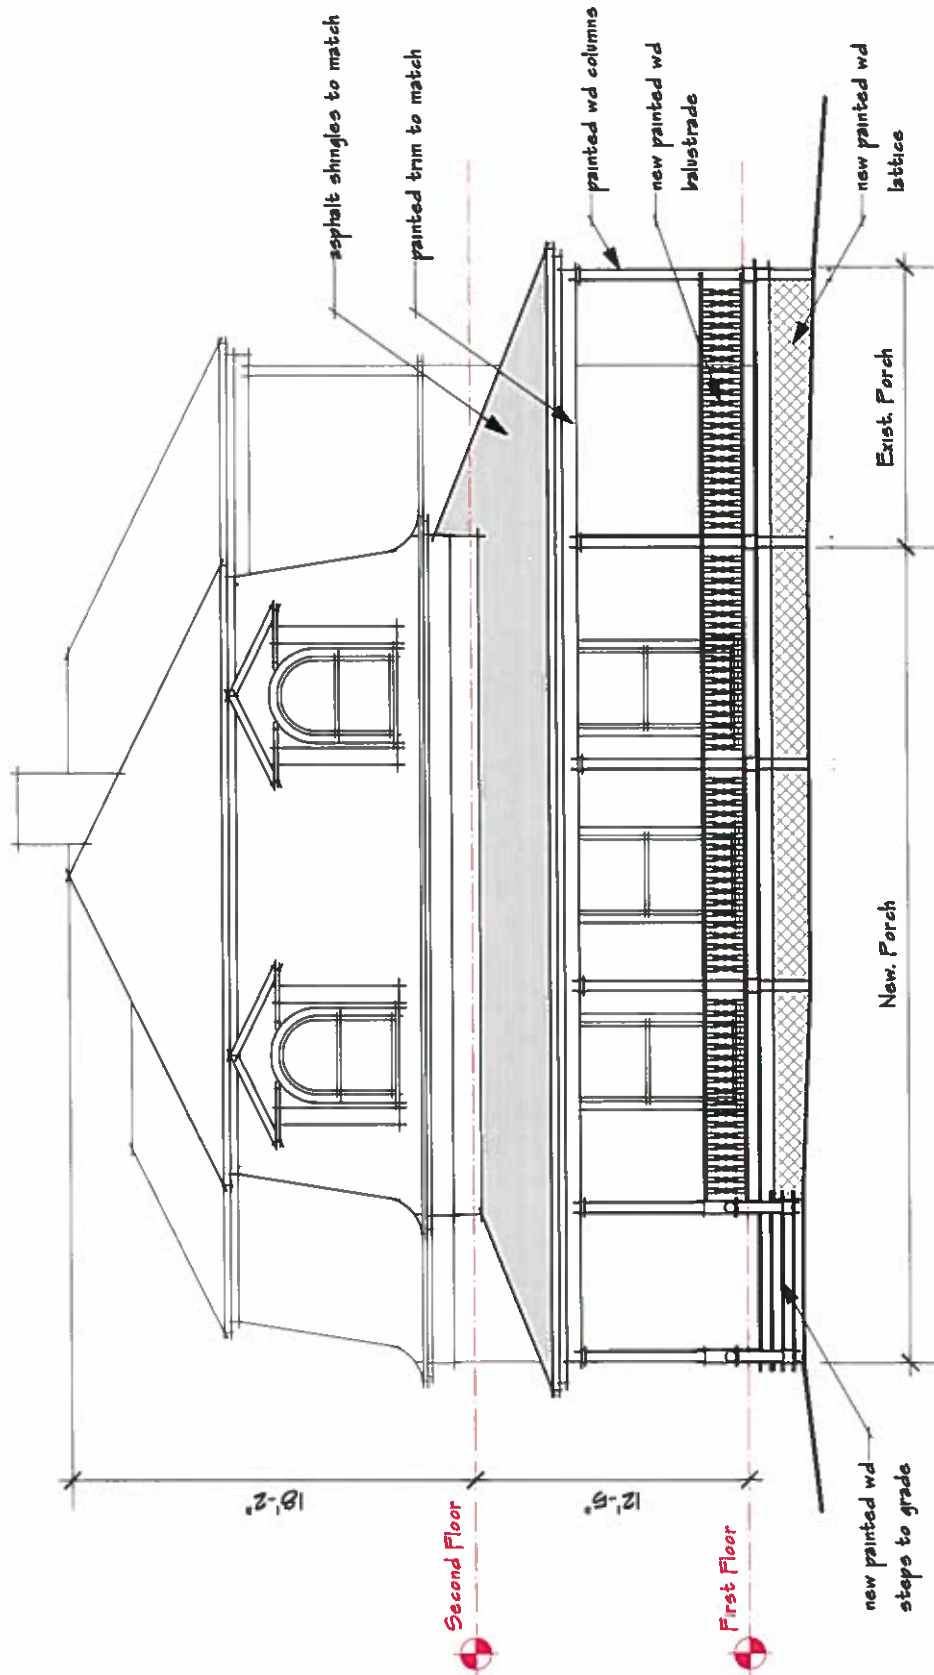 asphalt shingles to match
painted trim to match
painted wd columns
new painted wd
balustrade
new painted wd
lattice
18'-2"
12'-5"
Second Floor
First Floor
Exist. Porch
New. Porch
new painted wd
steps to grade